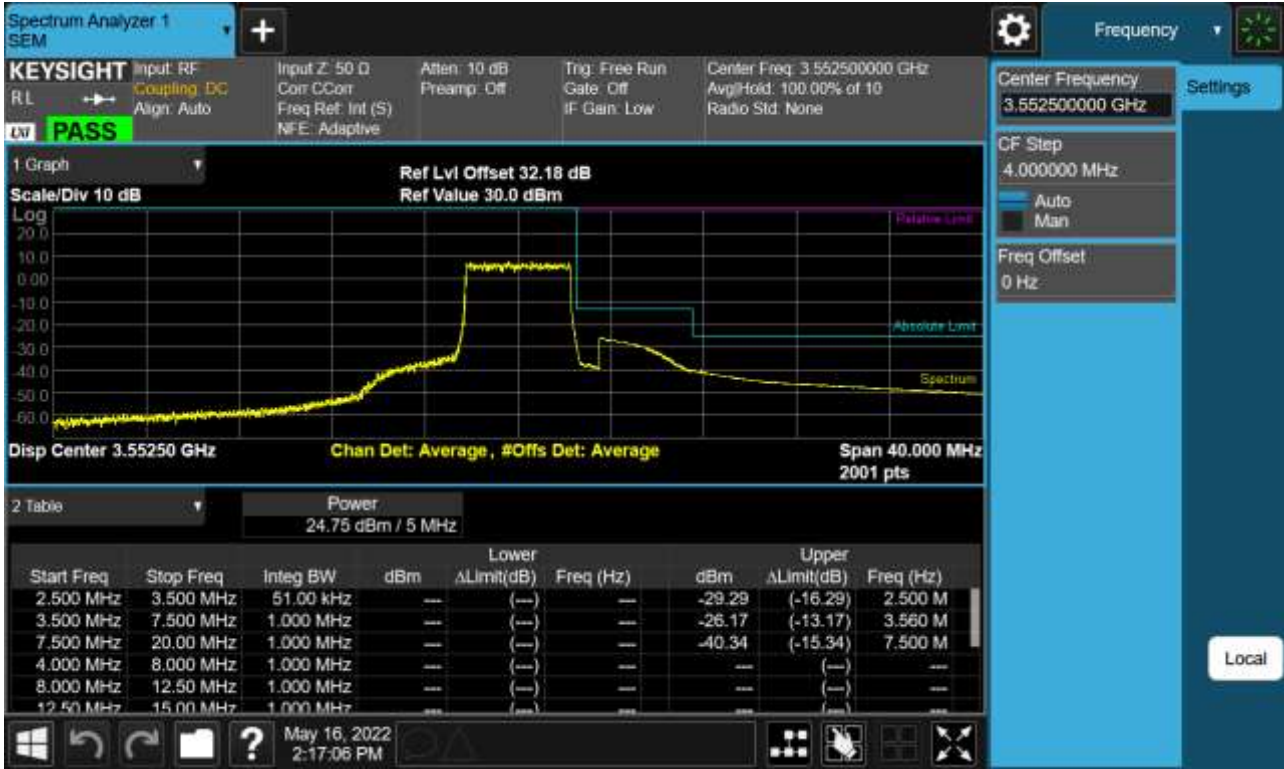 Spectrum Analyzer 1
SEM
Frequency
KEYSIGHT
RL
LXI
PASS
Input: RF
Coupling: DC
Align: Auto
Input Z: 50 Ω
Corr CCorr
Freq Ref: Int (S)
NFE: Adaptive
Atten: 10 dB
Preamp: Off
Trig: Free Run
Gate: Off
IF Gain: Low
Center Freq: 3.552500000 GHz
Avg|Hold: 100.00% of 10
Radio Std: None
Center Frequency
3.552500000 GHz
Settings
CF Step
4.000000 MHz
Auto
Man
Freq Offset
0 Hz
1 Graph
Scale/Div 10 dB
Ref Lvl Offset 32.18 dB
Ref Value 30.0 dBm
Log
20.0
10.0
0.00
-10.0
-20.0
-30.0
-40.0
-50.0
-60.0
Relative Limit
Absolute Limit
Spectrum
Disp Center 3.55250 GHz
Chan Det: Average, #Offs Det: Average
Span 40.000 MHz
2001 pts
2 Table
Power
24.75 dBm / 5 MHz
Lower Upper
Start Freq Stop Freq Integ BW dBm ΔLimit(dB) Freq (Hz) dBm ΔLimit(dB) Freq (Hz)
2.500 MHz 3.500 MHz 51.00 kHz --- (---) --- -29.29 (-16.29) 2.500 M
3.500 MHz 7.500 MHz 1.000 MHz --- (---) --- -26.17 (-13.17) 3.560 M
7.500 MHz 20.00 MHz 1.000 MHz --- (---) --- -40.34 (-15.34) 7.500 M
4.000 MHz 8.000 MHz 1.000 MHz --- (---) --- --- (---) ---
8.000 MHz 12.50 MHz 1.000 MHz --- (---) --- --- (---) ---
12.50 MHz 15.00 MHz 1.000 MHz --- (---) --- --- (---) ---
Local
?
May 16, 2022
2:17:06 PM